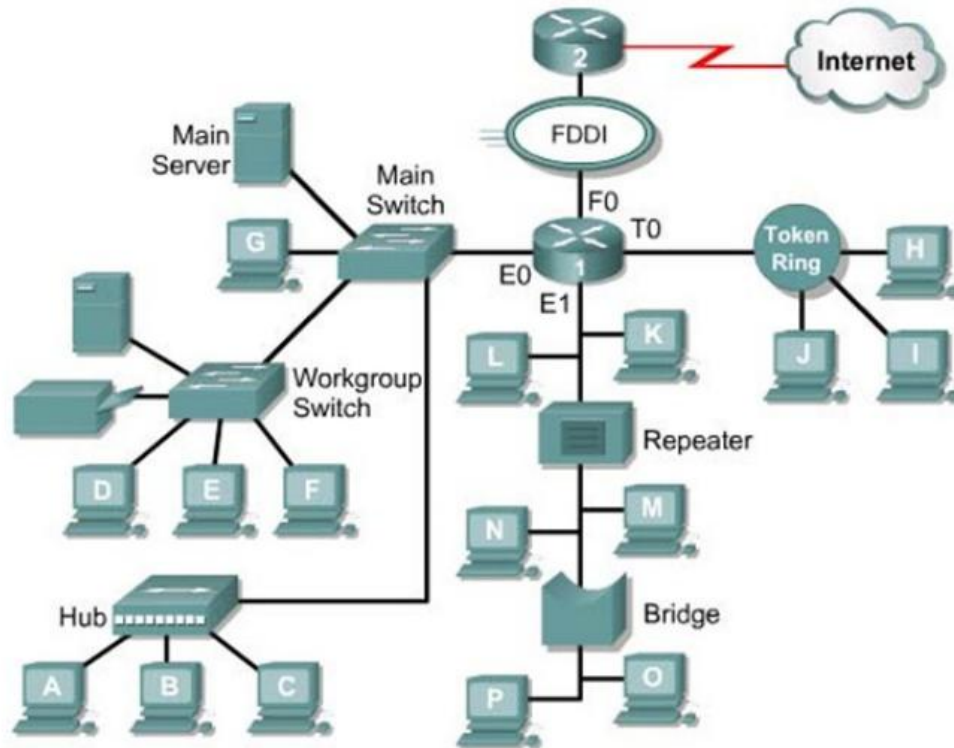 2
Internet
FDDI
Main
Server
Main
Switch
F0
T0
G
1
E0
E1
Token
Ring
H
L
K
J
I
Workgroup
Switch
Repeater
D
E
F
N
M
Hub
Bridge
A
B
C
P
O